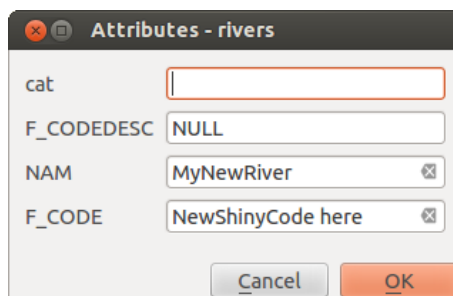 Attributes - rivers
cat
F_CODEDESC NULL
NAM MyNewRiver
F_CODE NewShinyCode here
Cancel OK